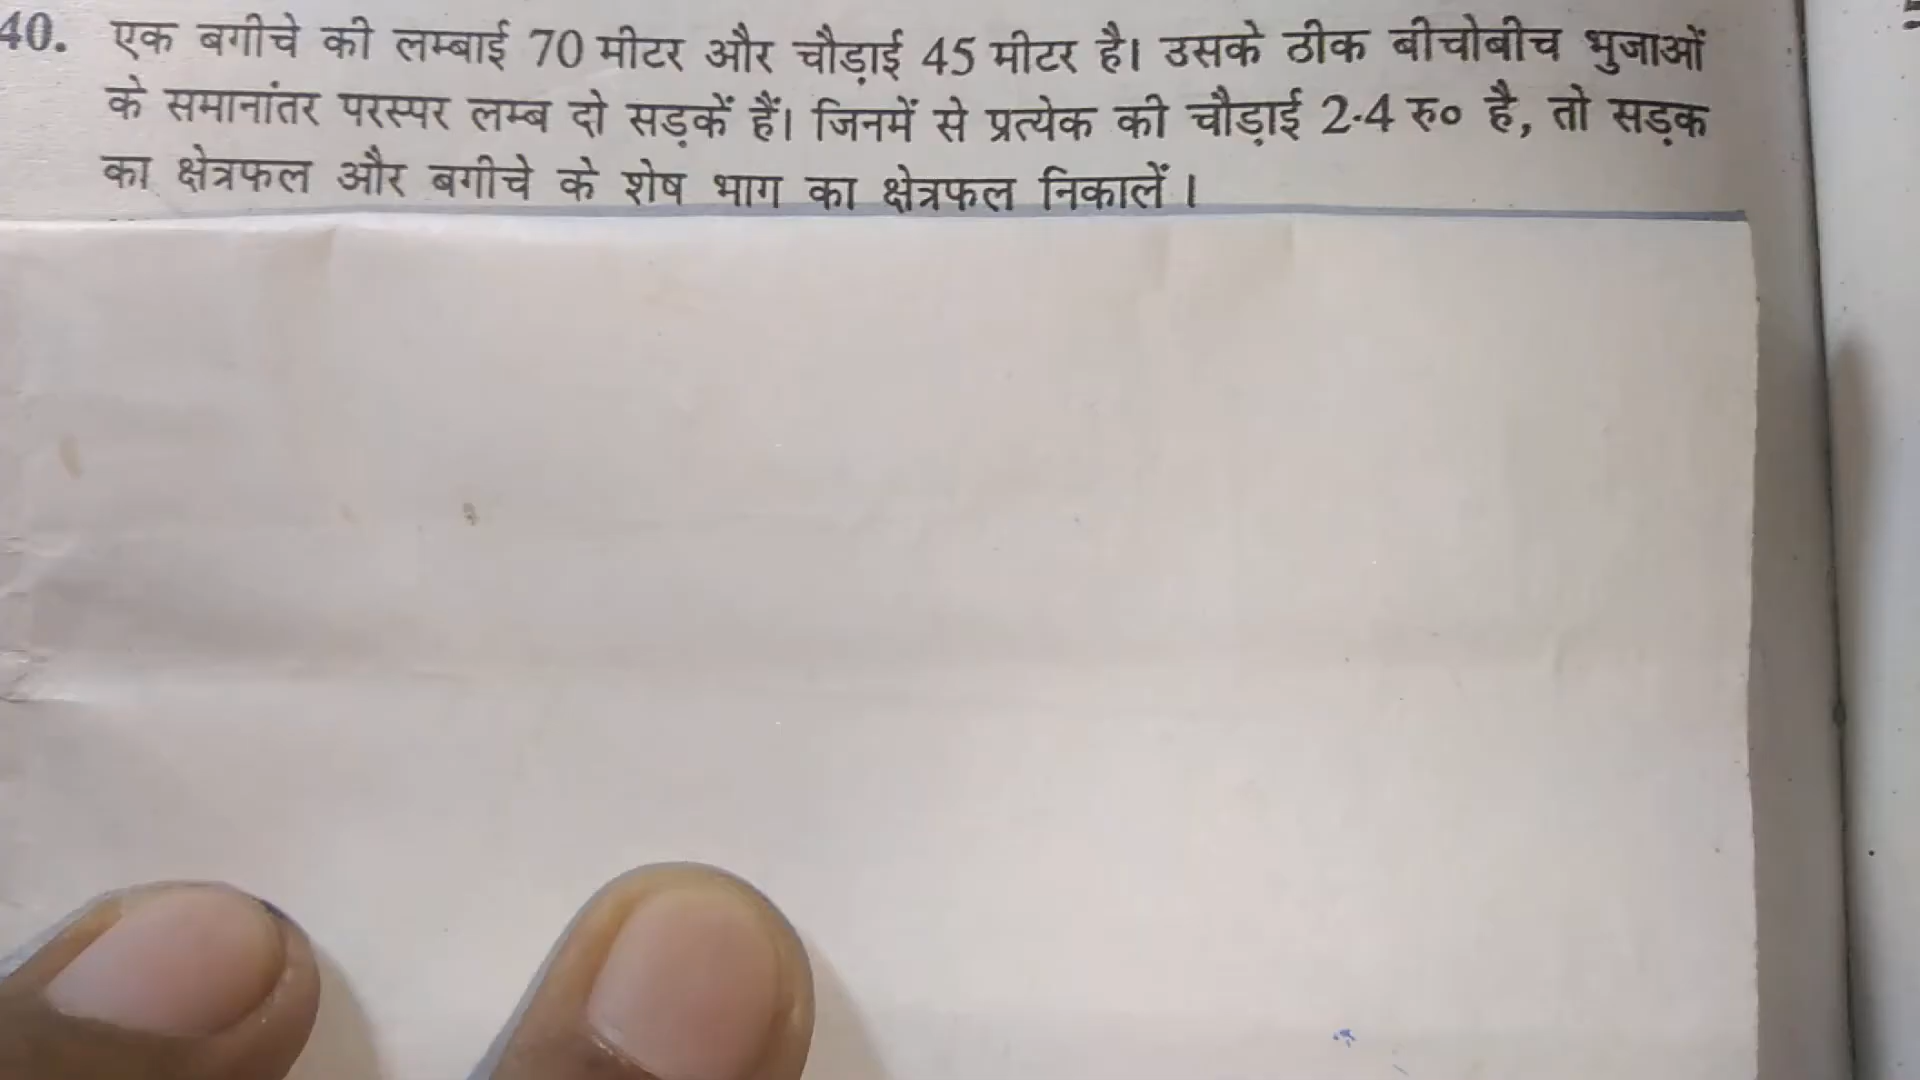 40. एक बगीचे की लम्बाई 70 मीटर और चौड़ाई 45 मीटर है। उसके ठीक बीचोबीच भुजाओं
के समानांतर परस्पर लम्ब दो सड़कें हैं। जिनमें से प्रत्येक की चौड़ाई 2·4 रु० है, तो सड़क
का क्षेत्रफल और बगीचे के शेष भाग का क्षेत्रफल निकालें।